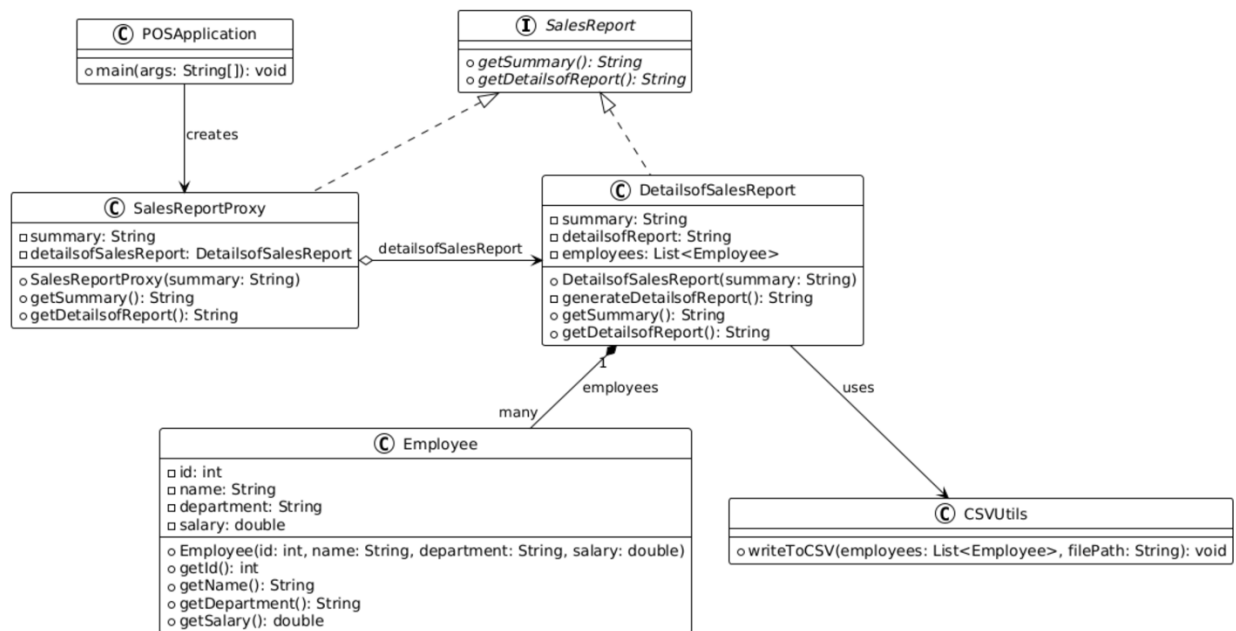 C POSApplication
main(args: String[]): void
I SalesReport
getSummary(): String
getDetailsofReport(): String
creates
C SalesReportProxy
summary: String
detailsofSalesReport: DetailsofSalesReport
SalesReportProxy(summary: String)
getSummary(): String
getDetailsofReport(): String
detailsofSalesReport
C DetailsofSalesReport
summary: String
detailsofReport: String
employees: List<Employee>
DetailsofSalesReport(summary: String)
generateDetailsofReport(): String
getSummary(): String
getDetailsofReport(): String
1
employees
many
uses
C Employee
id: int
name: String
department: String
salary: double
Employee(id: int, name: String, department: String, salary: double)
getId(): int
getName(): String
getDepartment(): String
getSalary(): double
C CSVUtils
writeToCSV(employees: List<Employee>, filePath: String): void